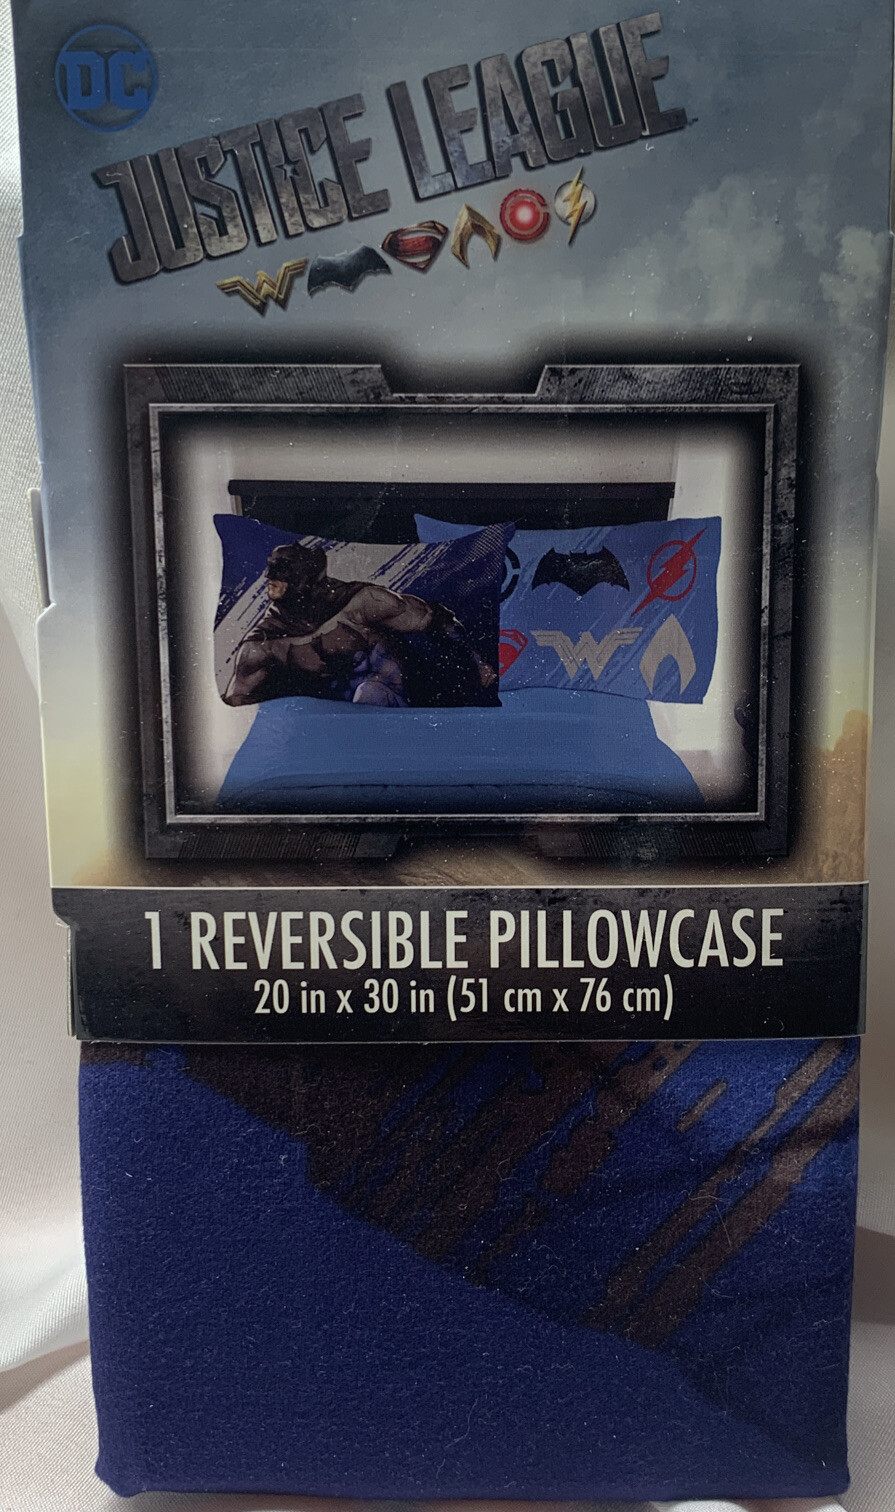 DC
JUSTICE LEAGUE
1 REVERSIBLE PILLOWCASE
20 in x 30 in (51 cm x 76 cm)